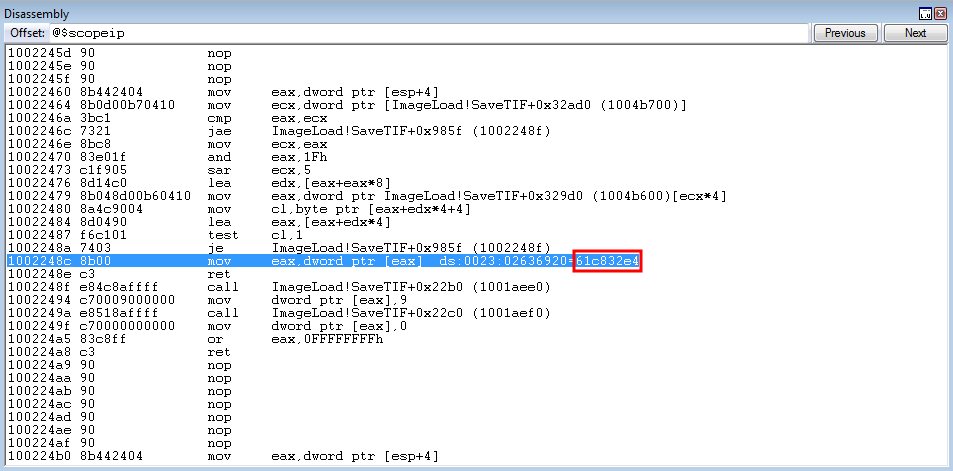 Disassembly
Offset: @$scopeip Previous Next
1002245d 90 nop
1002245e 90 nop
1002245f 90 nop
10022460 8b442404 mov eax,dword ptr [esp+4]
10022464 8b0d00b70410 mov ecx,dword ptr [ImageLoad!SaveTIF+0x32ad0 (1004b700)]
1002246a 3bc1 cmp eax,ecx
1002246c 7321 jae ImageLoad!SaveTIF+0x985f (1002248f)
1002246e 8bc8 mov ecx,eax
10022470 83e01f and eax,1Fh
10022473 c1f905 sar ecx,5
10022476 8d14c0 lea edx,[eax+eax*8]
10022479 8b048d00b60410 mov eax,dword ptr ImageLoad!SaveTIF+0x329d0 (1004b600)[ecx*4]
10022480 8a4c9004 mov cl,byte ptr [eax+edx*4+4]
10022484 8d0490 lea eax,[eax+edx*4]
10022487 f6c101 test cl,1
1002248a 7403 je ImageLoad!SaveTIF+0x985f (1002248f)
1002248c 8b00 mov eax,dword ptr [eax] ds:0023:02636920=61c832e4
1002248e c3 ret
1002248f e84c8affff call ImageLoad!SaveTIF+0x22b0 (1001aee0)
10022494 c70009000000 mov dword ptr [eax],9
1002249a e8518affff call ImageLoad!SaveTIF+0x22c0 (1001aef0)
1002249f c70000000000 mov dword ptr [eax],0
100224a5 83c8ff or eax,0FFFFFFFFh
100224a8 c3 ret
100224a9 90 nop
100224aa 90 nop
100224ab 90 nop
100224ac 90 nop
100224ad 90 nop
100224ae 90 nop
100224af 90 nop
100224b0 8b442404 mov eax,dword ptr [esp+4]